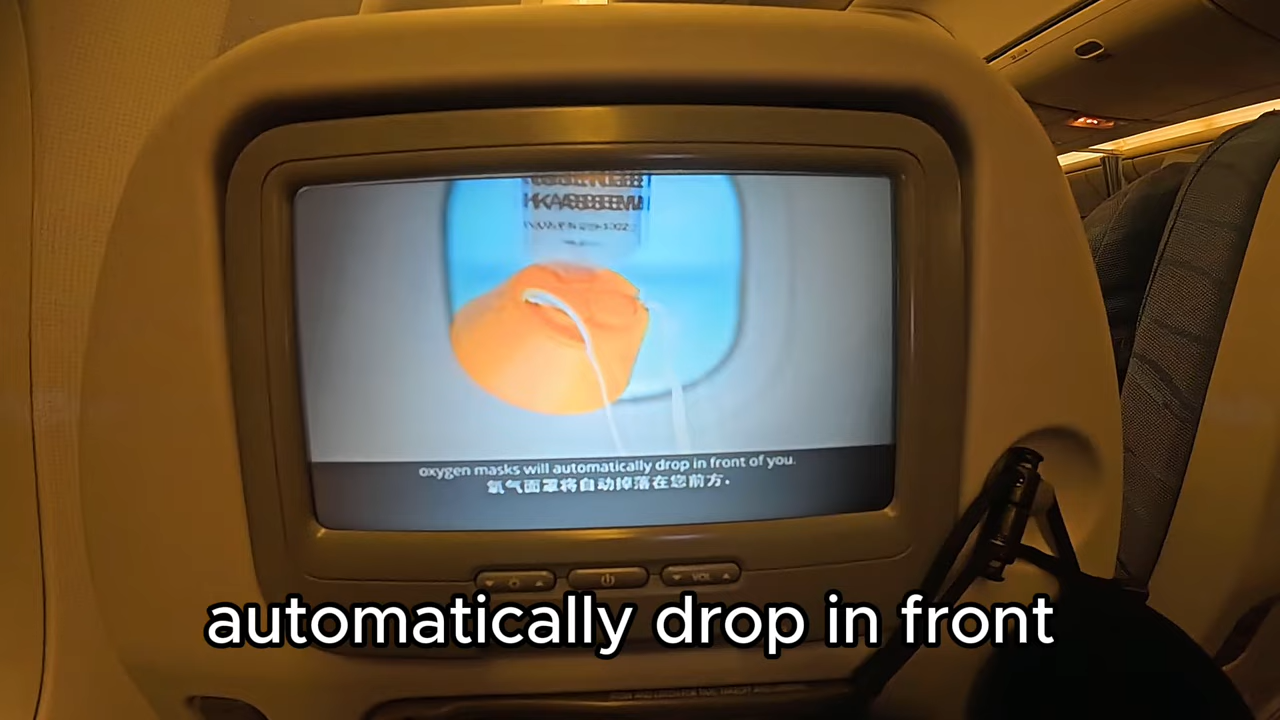 oxygen masks will automatically drop in front of you.
氧气面罩将自动掉落在您前方。
VOL
automatically drop in front